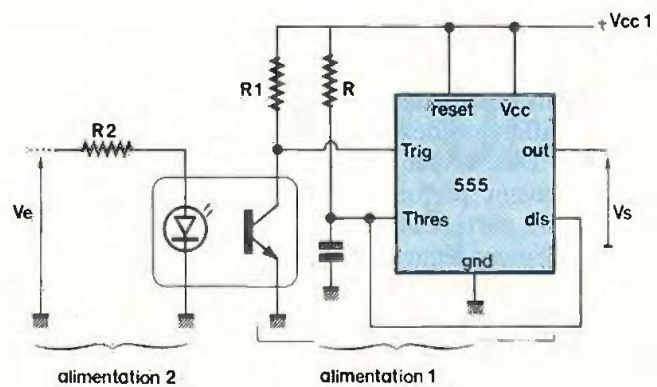 + Vcc 1
R1
R
reset
Vcc
R2
Trig
out
555
Ve
Thres
dis
Vs
gnd
alimentation 2
alimentation 1